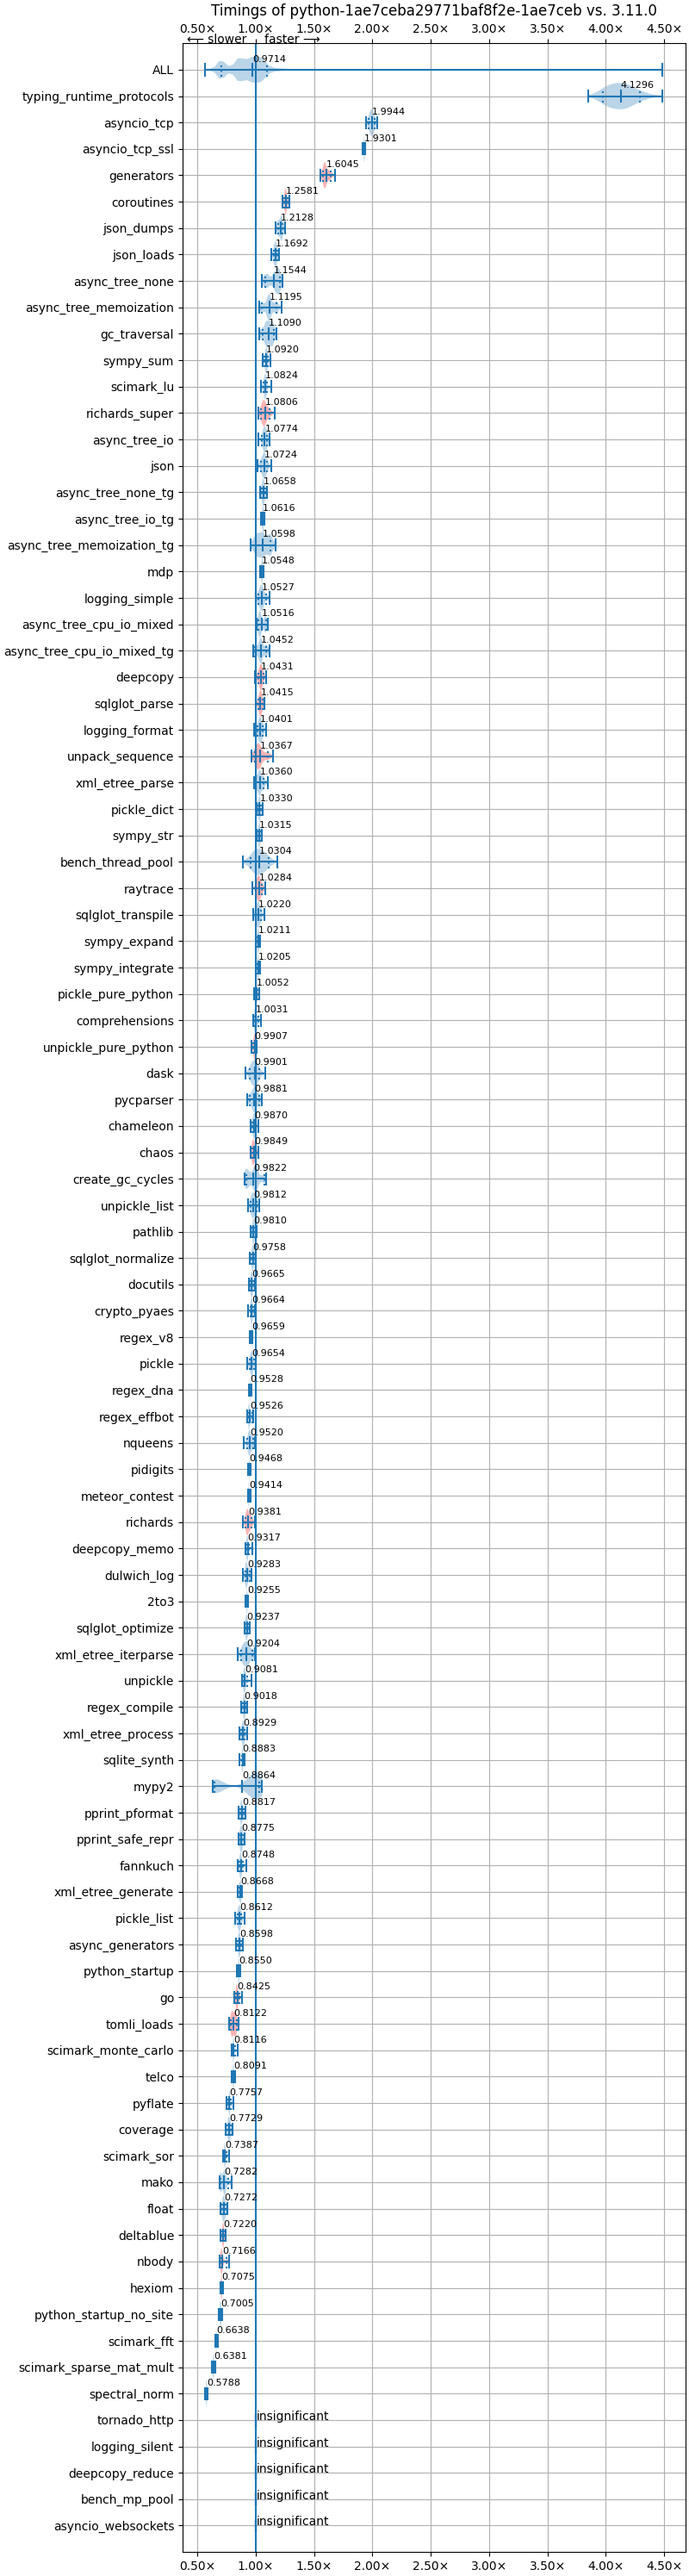 Timings of python-1ae7ceba29771baf8f2e-1ae7ceb vs. 3.11.0
0.50× 1.00× 1.50× 2.00× 2.50× 3.00× 3.50× 4.00× 4.50×
⟵ slower faster ⟶
ALL 0.9714
typing_runtime_protocols 4.1296
asyncio_tcp 1.9944
asyncio_tcp_ssl 1.9301
generators 1.6045
coroutines 1.2581
json_dumps 1.2128
json_loads 1.1692
async_tree_none 1.1544
async_tree_memoization 1.1195
gc_traversal 1.1090
sympy_sum 1.0920
scimark_lu 1.0824
richards_super 1.0806
async_tree_io 1.0774
json 1.0724
async_tree_none_tg 1.0658
async_tree_io_tg 1.0616
async_tree_memoization_tg 1.0598
mdp 1.0548
logging_simple 1.0527
async_tree_cpu_io_mixed 1.0516
async_tree_cpu_io_mixed_tg 1.0452
deepcopy 1.0431
sqlglot_parse 1.0415
logging_format 1.0401
unpack_sequence 1.0367
xml_etree_parse 1.0360
pickle_dict 1.0330
sympy_str 1.0315
bench_thread_pool 1.0304
raytrace 1.0284
sqlglot_transpile 1.0220
sympy_expand 1.0211
sympy_integrate 1.0205
pickle_pure_python 1.0052
comprehensions 1.0031
unpickle_pure_python 0.9907
dask 0.9901
pycparser 0.9881
chameleon 0.9870
chaos 0.9849
create_gc_cycles 0.9822
unpickle_list 0.9812
pathlib 0.9810
sqlglot_normalize 0.9758
docutils 0.9665
crypto_pyaes 0.9664
regex_v8 0.9659
pickle 0.9654
regex_dna 0.9528
regex_effbot 0.9526
nqueens 0.9520
pidigits 0.9468
meteor_contest 0.9414
richards 0.9381
deepcopy_memo 0.9317
dulwich_log 0.9283
2to3 0.9255
sqlglot_optimize 0.9237
xml_etree_iterparse 0.9204
unpickle 0.9081
regex_compile 0.9018
xml_etree_process 0.8929
sqlite_synth 0.8883
mypy2 0.8864
pprint_pformat 0.8817
pprint_safe_repr 0.8775
fannkuch 0.8748
xml_etree_generate 0.8668
pickle_list 0.8612
async_generators 0.8598
python_startup 0.8550
go 0.8425
tomli_loads 0.8122
scimark_monte_carlo 0.8116
telco 0.8091
pyflate 0.7757
coverage 0.7729
scimark_sor 0.7387
mako 0.7282
float 0.7272
deltablue 0.7220
nbody 0.7166
hexiom 0.7075
python_startup_no_site 0.7005
scimark_fft 0.6638
scimark_sparse_mat_mult 0.6381
spectral_norm 0.5788
tornado_http insignificant
logging_silent insignificant
deepcopy_reduce insignificant
bench_mp_pool insignificant
asyncio_websockets insignificant
0.50× 1.00× 1.50× 2.00× 2.50× 3.00× 3.50× 4.00× 4.50×